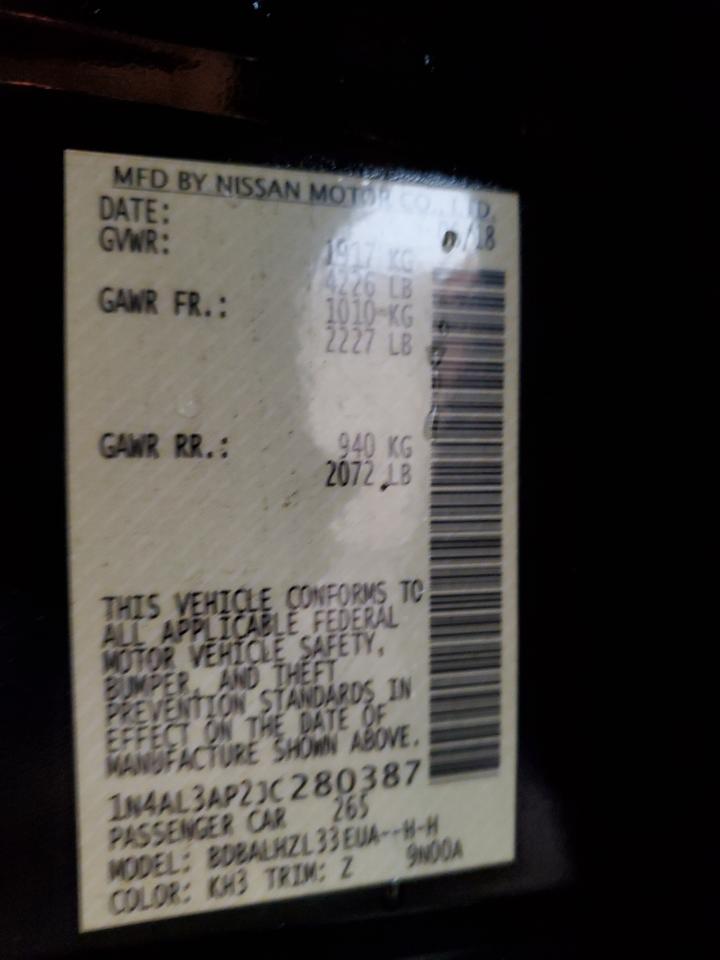 MFD BY NISSAN MOTOR CO., LTD.
DATE: /18
GVWR: 1917 KG
4226 LB
GAWR FR.: 1010 KG
2227 LB
GAWR RR.: 940 KG
2072 LB
THIS VEHICLE CONFORMS TO
ALL APPLICABLE FEDERAL
MOTOR VEHICLE SAFETY,
BUMPER, AND THEFT
PREVENTION STANDARDS IN
EFFECT ON THE DATE OF
MANUFACTURE SHOWN ABOVE.
1N4AL3AP2JC280387
PASSENGER CAR 265
MODEL: BDBALHZL33EUA--H-H
COLOR: KH3 TRIM: Z 9N00A